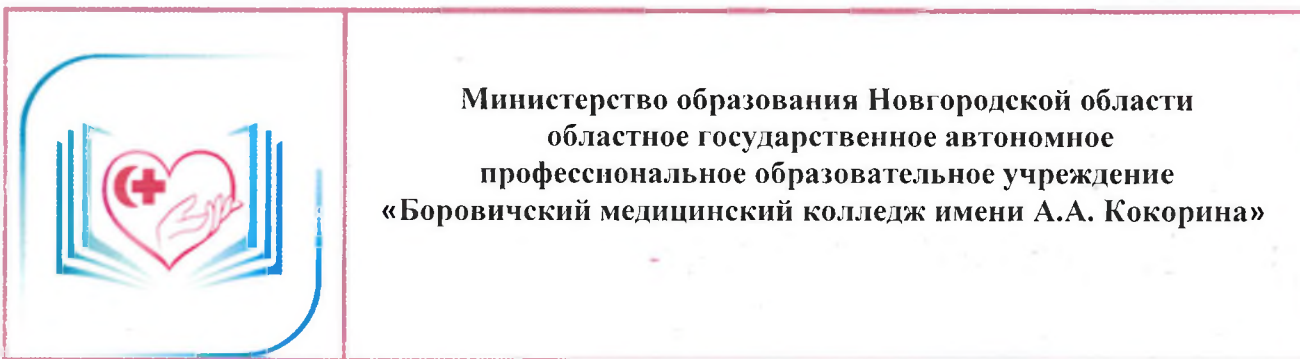 Министерство образования Новгородской области
областное государственное автономное
профессиональное образовательное учреждение
«Боровичский медицинский колледж имени А.А. Кокорина»